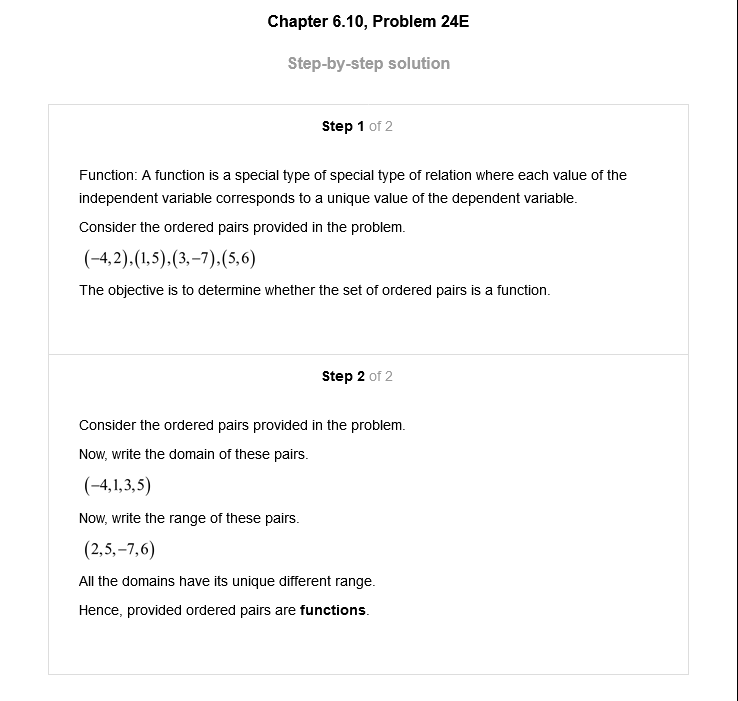 Chapter 6.10, Problem 24E
Step-by-step solution
Step 1 of 2
Function: A function is a special type of special type of relation where each value of the
independent variable corresponds to a unique value of the dependent variable.
Consider the ordered pairs provided in the problem.
(−4,2),(1,5),(3,−7),(5,6)
The objective is to determine whether the set of ordered pairs is a function.
Step 2 of 2
Consider the ordered pairs provided in the problem.
Now, write the domain of these pairs.
(−4,1,3,5)
Now, write the range of these pairs.
(2,5,−7,6)
All the domains have its unique different range.
Hence, provided ordered pairs are functions.